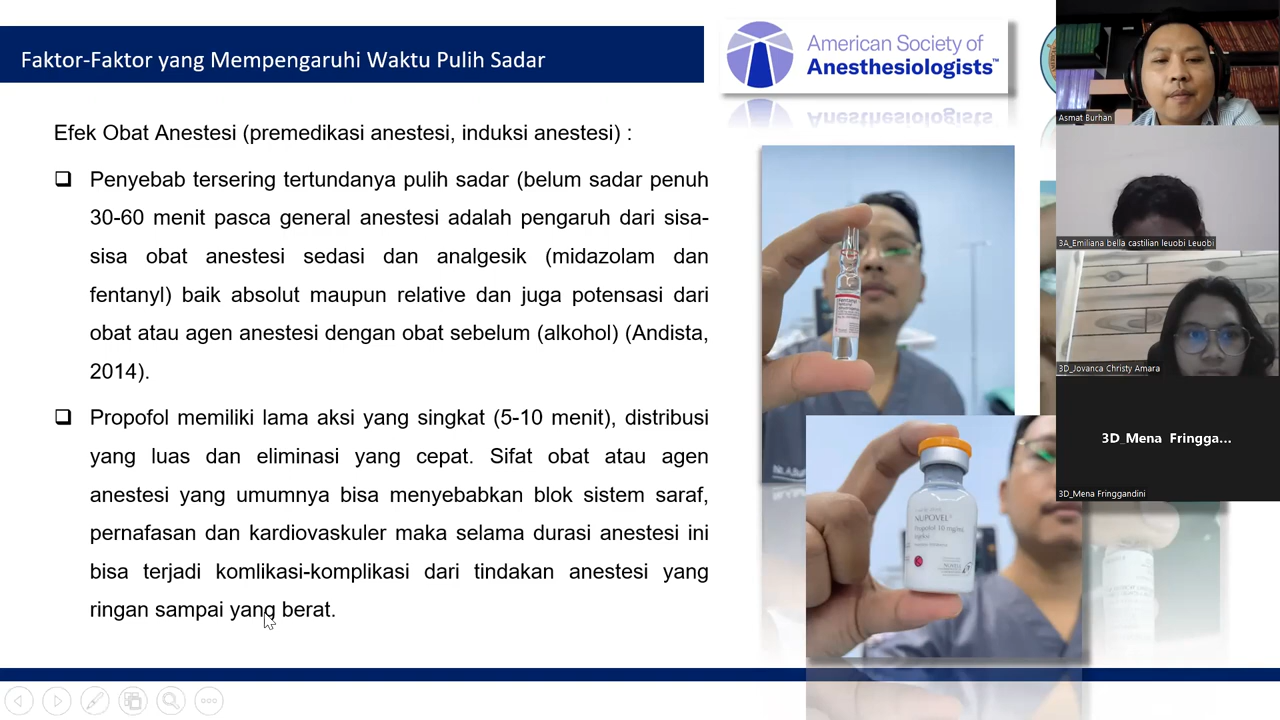 Faktor-Faktor yang Mempengaruhi Waktu Pulih Sadar
American Society of
Anesthesiologists™
Efek Obat Anestesi (premedikasi anestesi, induksi anestesi) :
Penyebab tersering tertundanya pulih sadar (belum sadar penuh
30-60 menit pasca general anestesi adalah pengaruh dari sisa-
sisa obat anestesi sedasi dan analgesik (midazolam dan
fentanyl) baik absolut maupun relative dan juga potensasi dari
obat atau agen anestesi dengan obat sebelum (alkohol) (Andista,
2014).
Propofol memiliki lama aksi yang singkat (5-10 menit), distribusi
yang luas dan eliminasi yang cepat. Sifat obat atau agen
anestesi yang umumnya bisa menyebabkan blok sistem saraf,
pernafasan dan kardiovaskuler maka selama durasi anestesi ini
bisa terjadi komlikasi-komplikasi dari tindakan anestesi yang
ringan sampai yang berat.
NUPOVEL
Propofol 10 mg/mL
Asmat Burhan
3A_Emiliana bella castilian leuobi Leuobi
3D_Jovanca Christy Amara
3D_Mena Fringga...
3D_Mena Fringgandini